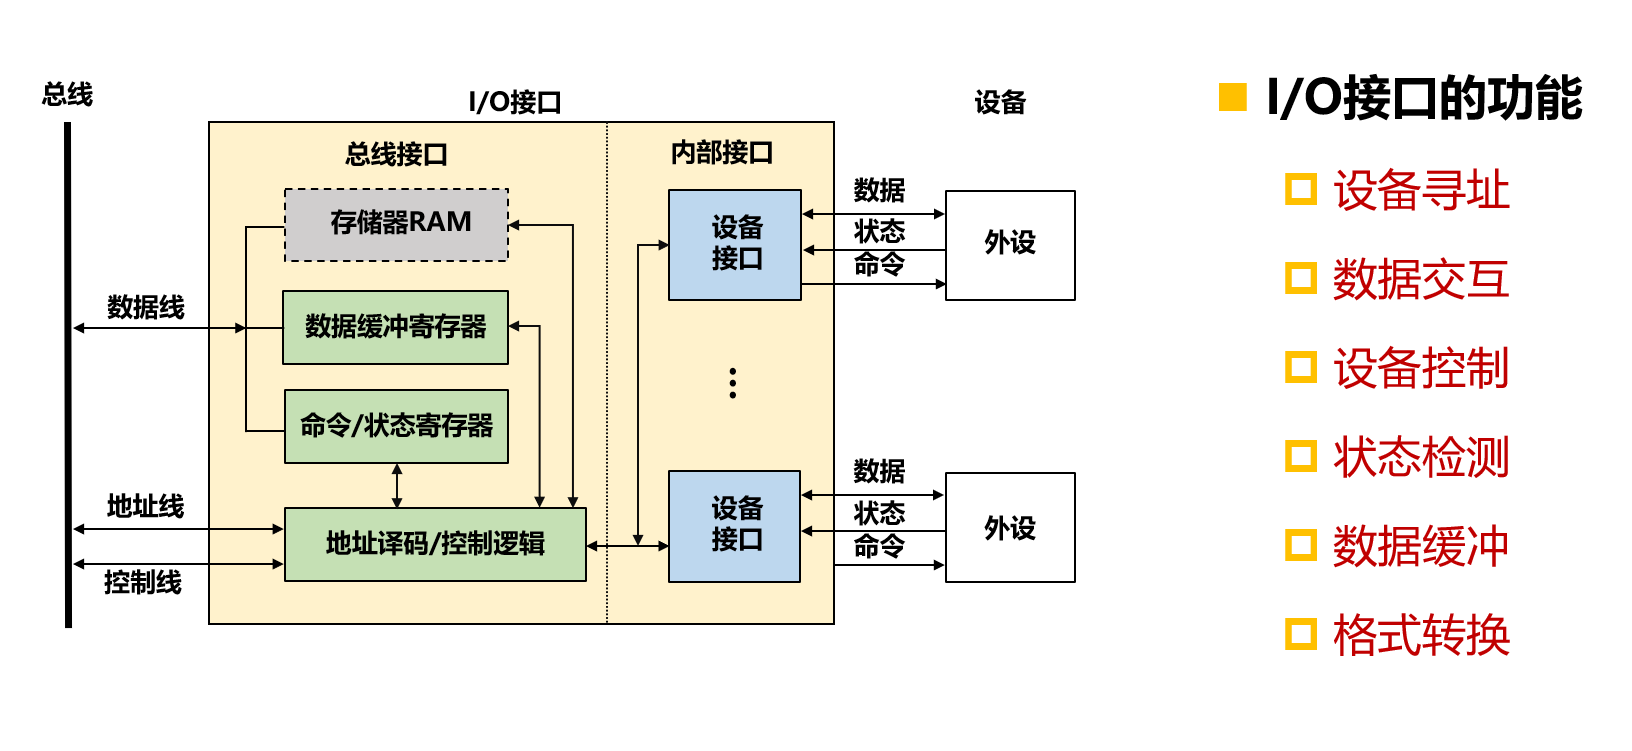 总线
I/O接口
设备
总线接口
内部接口
存储器RAM
数据线
数据缓冲寄存器
命令/状态寄存器
地址线
控制线
地址译码/控制逻辑
设备
接口
数据
状态
命令
外设
设备
接口
数据
状态
命令
外设
I/O接口的功能
设备寻址
数据交互
设备控制
状态检测
数据缓冲
格式转换